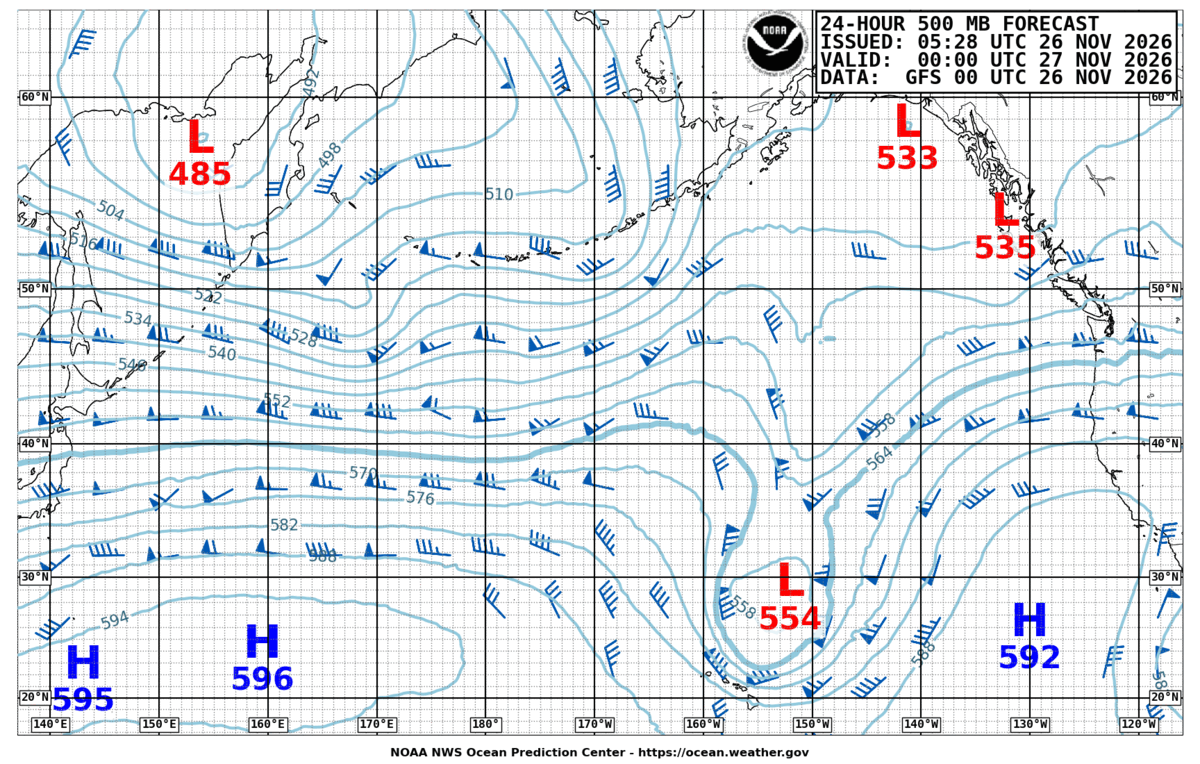 24-HOUR 500 MB FORECAST
ISSUED: 05:28 UTC 26 NOV 2026
VALID:  00:00 UTC 27 NOV 2026
DATA:  GFS 00 UTC 26 NOV 2026
NOAA
492
60°N
60°N
L
485
L
533
498
504
510
516
L
535
50°N
50°N
522
534
528
540
546
552
558
40°N
40°N
564
570
576
582
588
30°N
30°N
L
554
558
594
H
595
H
596
H
592
588
58
20°N
20°N
140°E
150°E
160°E
170°E
180°
170°W
160°W
150°W
140°W
130°W
120°W
NOAA NWS Ocean Prediction Center - https://ocean.weather.gov